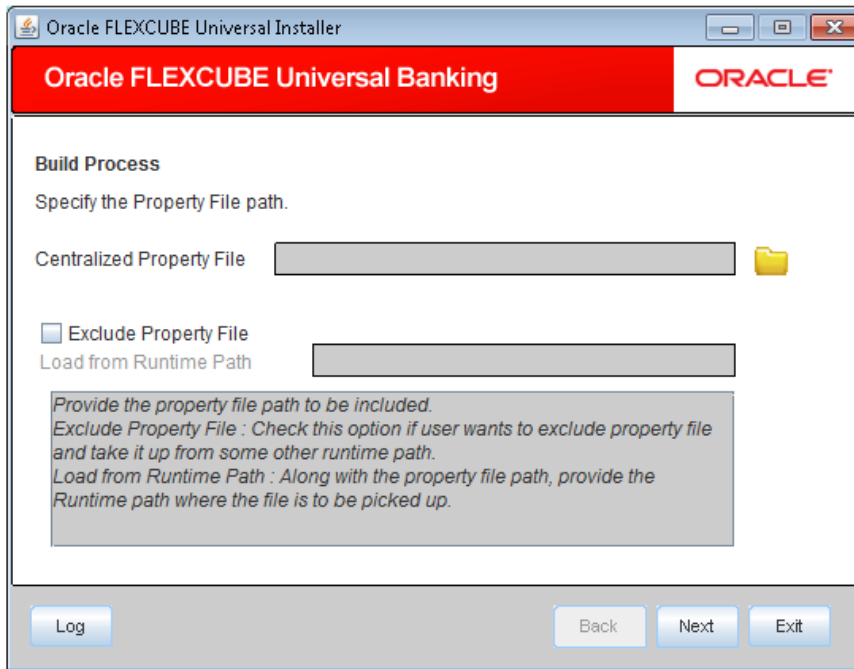 Oracle FLEXCUBE Universal Installer
Oracle FLEXCUBE Universal Banking
ORACLE
Build Process
Specify the Property File path.
Centralized Property File
Exclude Property File
Load from Runtime Path
Provide the property file path to be included.
Exclude Property File : Check this option if user wants to exclude property file
and take it up from some other runtime path.
Load from Runtime Path : Along with the property file path, provide the
Runtime path where the file is to be picked up.
Log
Back
Next
Exit